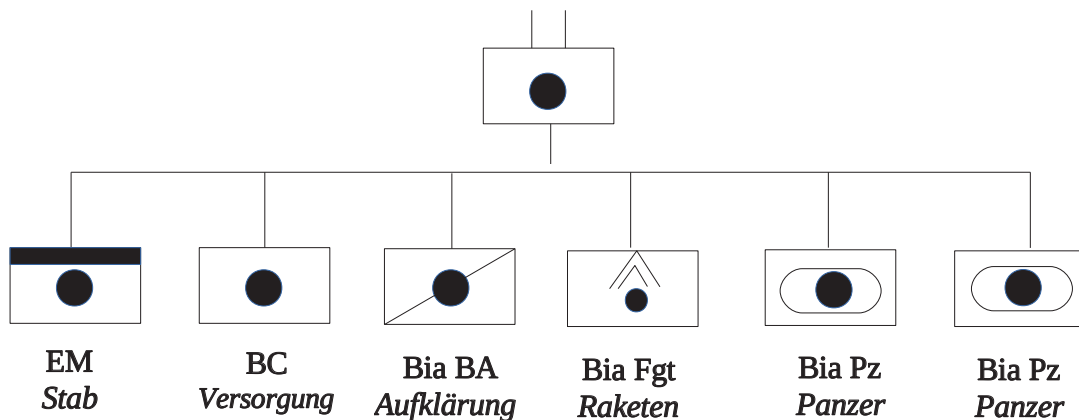 EM
Stab
BC
Versorgung
Bia BA
Aufklärung
Bia Fgt
Raketen
Bia Pz
Panzer
Bia Pz
Panzer